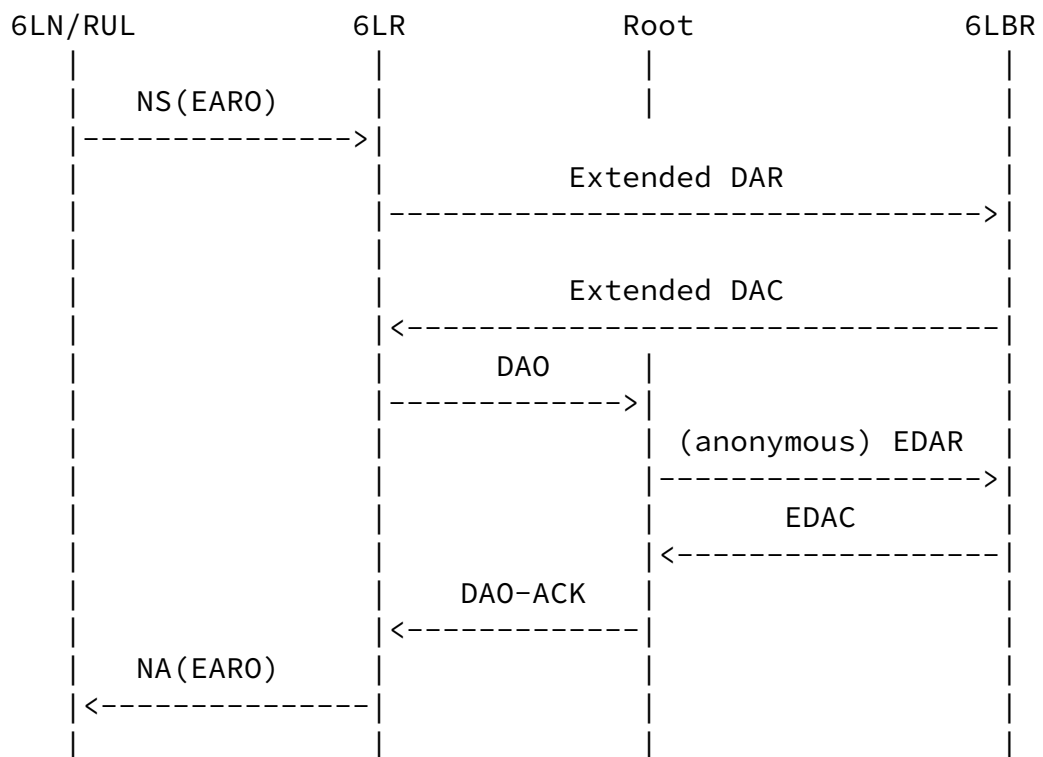 6LN/RUL 6LR Root 6LBR
NS(EARO)
Extended DAR
Extended DAC
DAO
(anonymous) EDAR
EDAC
DAO-ACK
NA(EARO)